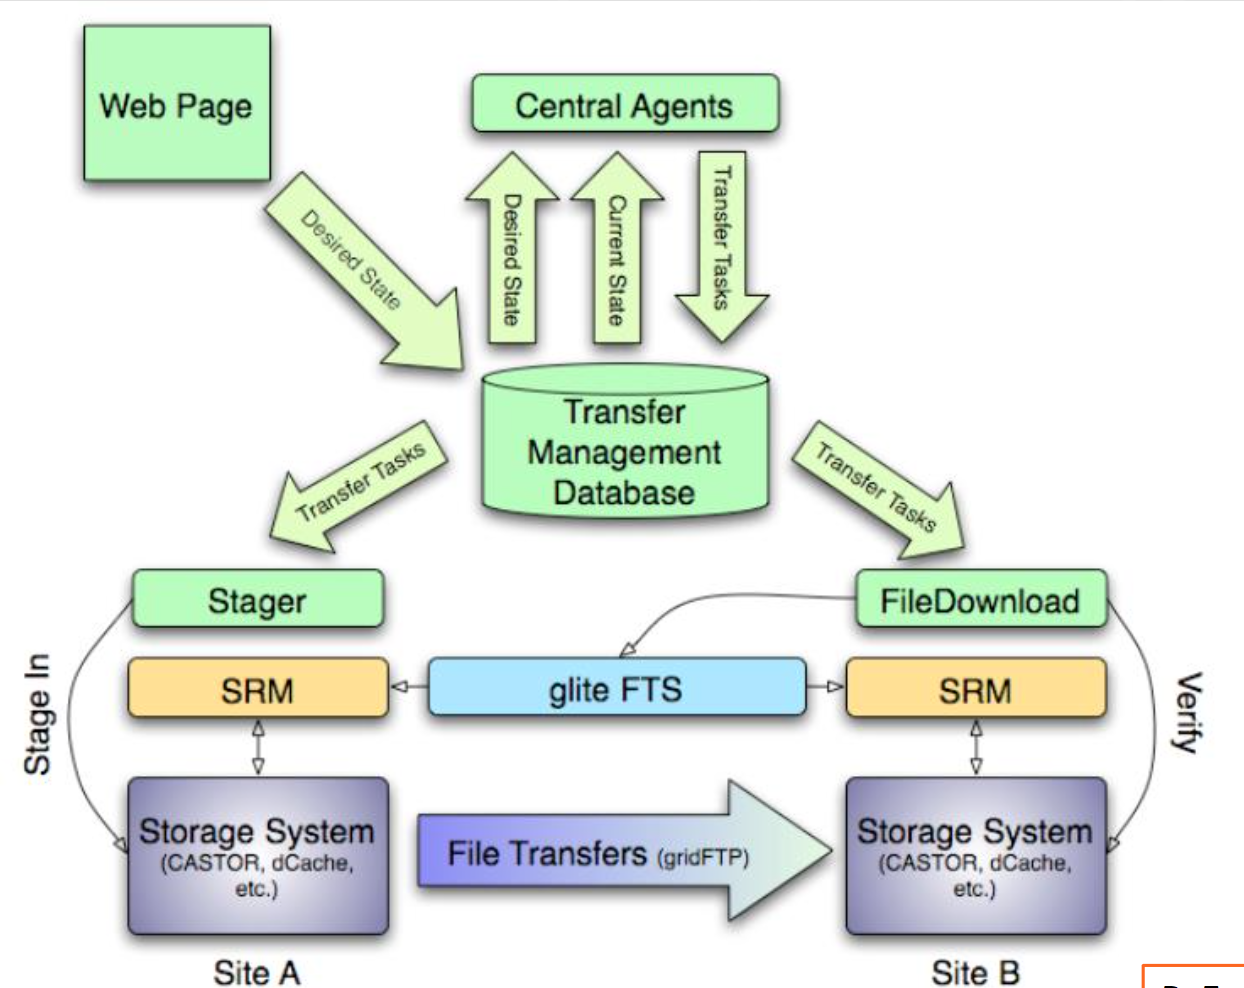 Web Page
Central Agents
Desired State
Desired State
Current State
Transfer Tasks
Transfer
Management
Database
Transfer Tasks
Transfer Tasks
Stager
FileDownload
Stage In
SRM
glite FTS
SRM
Verify
Storage System
(CASTOR, dCache,
etc.)
File Transfers (gridFTP)
Storage System
(CASTOR, dCache,
etc.)
Site A
Site B